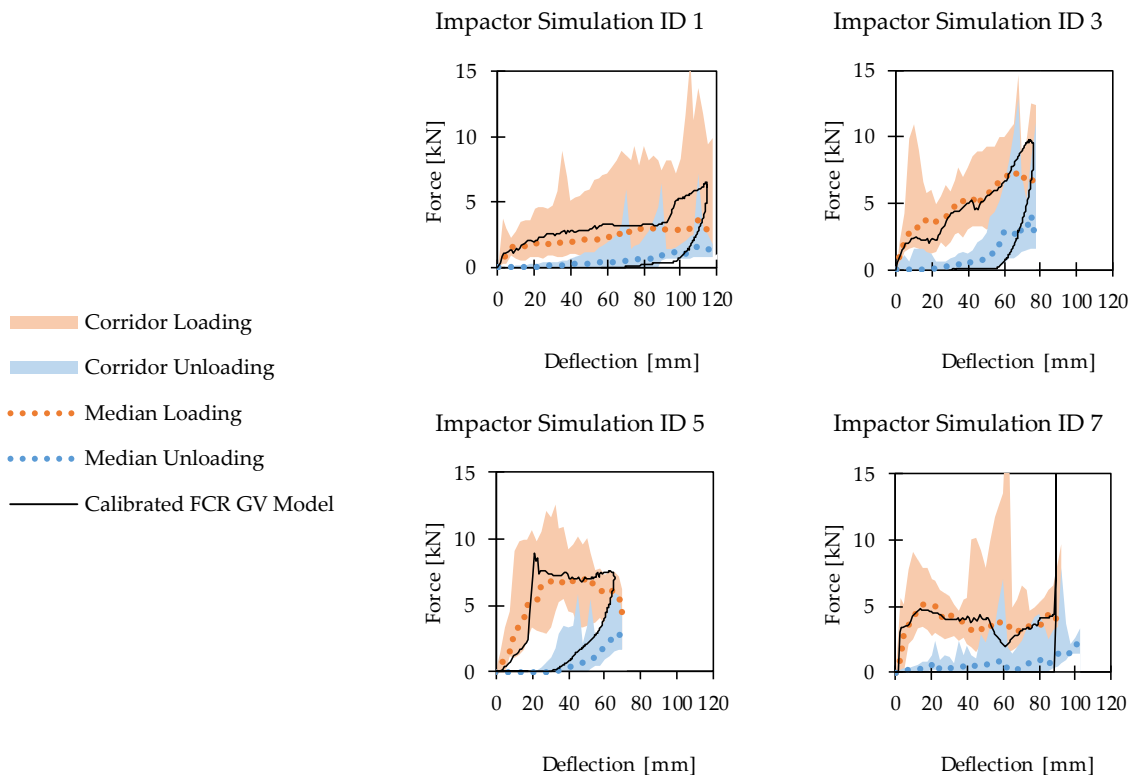 Impactor Simulation ID 1
15
10
5
0
Force [kN]
0 20 40 60 80 100 120
Deflection [mm]
Impactor Simulation ID 3
15
10
5
0
Force [kN]
0 20 40 60 80 100 120
Deflection [mm]
Corridor Loading
Corridor Unloading
Median Loading
Median Unloading
Calibrated FCR GV Model
Impactor Simulation ID 5
15
10
5
0
Force [kN]
0 20 40 60 80 100 120
Deflection [mm]
Impactor Simulation ID 7
15
10
5
0
Force [kN]
0 20 40 60 80 100 120
Deflection [mm]